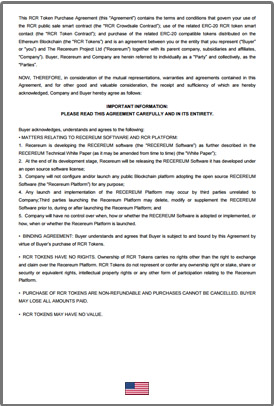 This RCR Token Purchase Agreement (this "Agreement") contains the terms and conditions that govern your use of
the RCR public sale smart contract (the "RCR Crowdsale Contract"); use of the related ERC-20 RCR token smart
contact (the "RCR Token Contract"); and purchase of the related ERC-20 compatible tokens distributed on the
Ethereum Blockchain (the "RCR Tokens") and is an agreement between you or the entity that you represent ("Buyer"
or "you") and The Recereum Project Ltd ("Recereum") together with its parent company, subsidiaries and affiliates,
"Company"). Buyer, Recereum and Company are herein referred to individually as a "Party" and collectively, as the
"Parties".
NOW, THEREFORE, in consideration of the mutual representations, warranties and agreements contained in this
Agreement, and for other good and valuable consideration, the receipt and sufficiency of which are hereby
acknowledged, Company and Buyer hereby agree as follows:
IMPORTANT INFORMATION:
PLEASE READ THIS AGREEMENT CAREFULLY AND IN ITS ENTIRETY.
Buyer acknowledges, understands and agrees to the following:
• MATTERS RELATING TO RECEREUM SOFTWARE AND RCR PLATFORM:
1. Recereum is developing the RECEREUM software (the "RECEREUM Software") as further described in the
RECEREUM Technical White Paper (as it may be amended from time to time) (the "White Paper");
2. At the end of its development stage, Recereum will be releasing the RECEREUM Software it has developed under
an open source software license;
3. Company will not configure and/or launch any public Blockchain platform adopting the open source RECEREUM
Software (the "Recereum Platform") for any purpose;
4. Any launch and implementation of the RECEREUM Platform may occur by third parties unrelated to
Company;Third parties launching the Recereum Platform may delete, modify or supplement the RECEREUM
Software prior to, during or after launching the Recereum Platform; and
5. Company will have no control over when, how or whether the RECEREUM Software is adopted or implemented, or
how, when or whether the Recereum Platform is launched.
• BINDING AGREEMENT: Buyer understands and agrees that Buyer is subject to and bound by this Agreement by
virtue of Buyer's purchase of RCR Tokens.
• RCR TOKENS HAVE NO RIGHTS. Ownership of RCR Tokens carries no rights other than the right to exchange
and claim over the Recereum Platform, RCR Tokens do not represent or confer any ownership right or stake, share or
security or equivalent rights, intellectual property rights or any other form of participation relating to the Recereum
Platform.
• PURCHASE OF RCR TOKENS ARE NON-REFUNDABLE AND PURCHASES CANNOT BE CANCELLED. BUYER
MAY LOSE ALL AMOUNTS PAID.
• RCR TOKENS MAY HAVE NO VALUE.